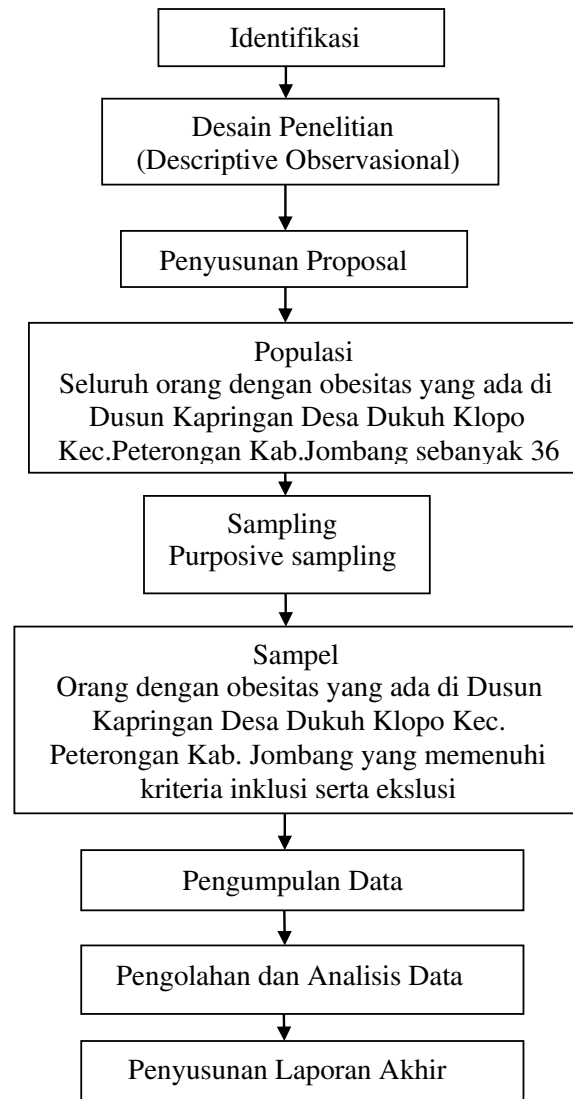 Identifikasi
Desain Penelitian
(Descriptive Observasional)
Penyusunan Proposal
Populasi
Seluruh orang dengan obesitas yang ada di
Dusun Kapringan Desa Dukuh Klopo
Kec.Peterongan Kab.Jombang sebanyak 36
Sampling
Purposive sampling
Sampel
Orang dengan obesitas yang ada di Dusun
Kapringan Desa Dukuh Klopo Kec.
Peterongan Kab. Jombang yang memenuhi
kriteria inklusi serta ekslusi
Pengumpulan Data
Pengolahan dan Analisis Data
Penyusunan Laporan Akhir